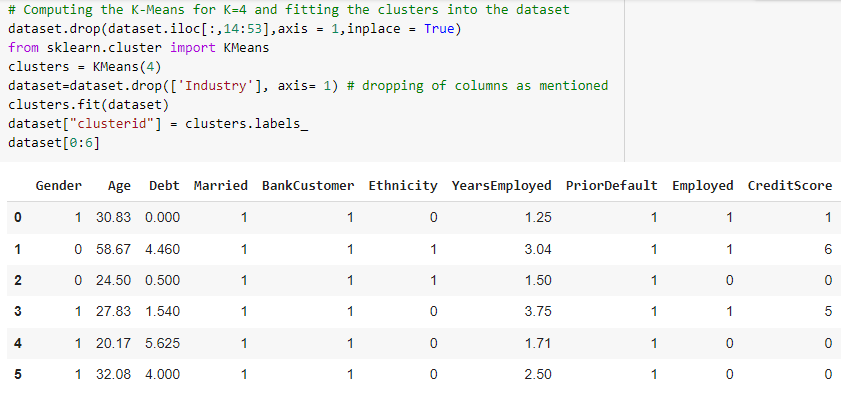 # Computing the K-Means for K=4 and fitting the clusters into the dataset
dataset.drop(dataset.iloc[:,14:53],axis = 1,inplace = True)
from sklearn.cluster import KMeans
clusters = KMeans(4)
dataset=dataset.drop(['Industry'], axis= 1) # dropping of columns as mentioned
clusters.fit(dataset)
dataset["clusterid"] = clusters.labels_
dataset[0:6]
Gender Age Debt Married BankCustomer Ethnicity YearsEmployed PriorDefault Employed CreditScore
0 1 30.83 0.000 1 1 0 1.25 1 1 1
1 0 58.67 4.460 1 1 1 3.04 1 1 6
2 0 24.50 0.500 1 1 1 1.50 1 0 0
3 1 27.83 1.540 1 1 0 3.75 1 1 5
4 1 20.17 5.625 1 1 0 1.71 1 0 0
5 1 32.08 4.000 1 1 0 2.50 1 0 0